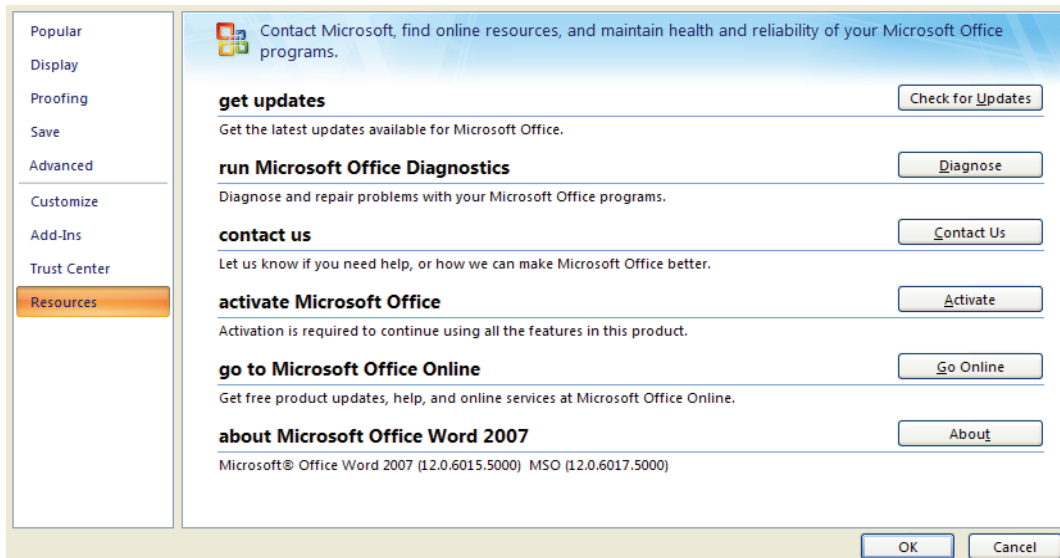 Popular
Display
Proofing
Save
Advanced
Customize
Add-Ins
Trust Center
Resources
Contact Microsoft, find online resources, and maintain health and reliability of your Microsoft Office
programs.
get updates
Check for Updates
Get the latest updates available for Microsoft Office.
run Microsoft Office Diagnostics
Diagnose
Diagnose and repair problems with your Microsoft Office programs.
contact us
Contact Us
Let us know if you need help, or how we can make Microsoft Office better.
activate Microsoft Office
Activate
Activation is required to continue using all the features in this product.
go to Microsoft Office Online
Go Online
Get free product updates, help, and online services at Microsoft Office Online.
about Microsoft Office Word 2007
About
Microsoft® Office Word 2007 (12.0.6015.5000)  MSO (12.0.6017.5000)
OK
Cancel